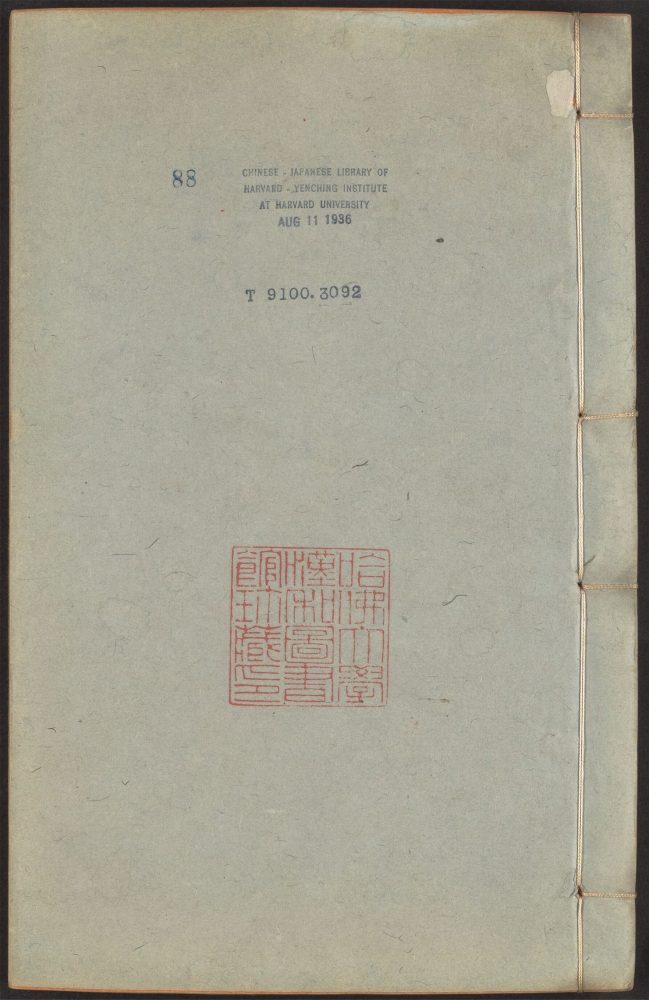 88
CHINESE - JAPANESE LIBRARY OF
HARVARD - YENCHING INSTITUTE
AT HARVARD UNIVERSITY
AUG 11 1936
T 9100.3092
哈佛大學
漢和圖書
館珍藏印